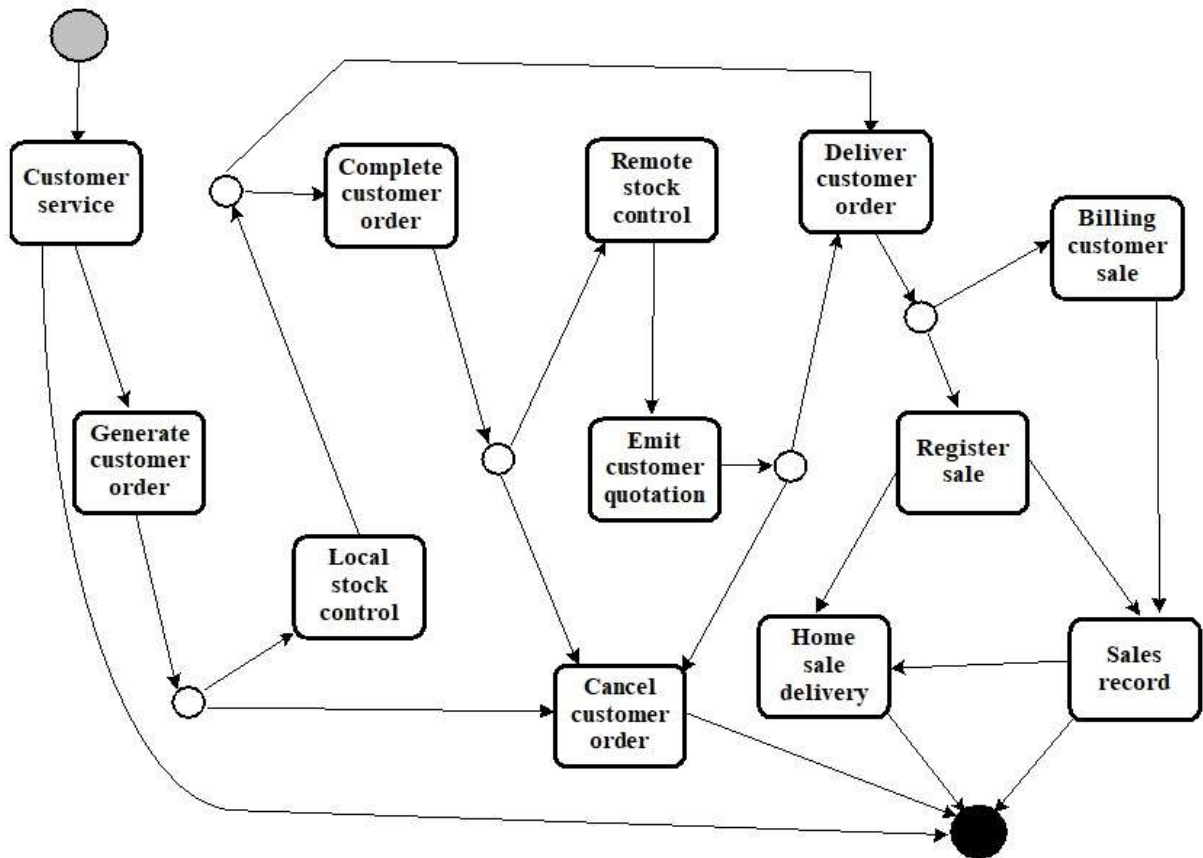 Customer
service
Complete
customer
order
Remote
stock
control
Deliver
customer
order
Billing
customer
sale
Generate
customer
order
Emit
customer
quotation
Register
sale
Local
stock
control
Cancel
customer
order
Home
sale
delivery
Sales
record